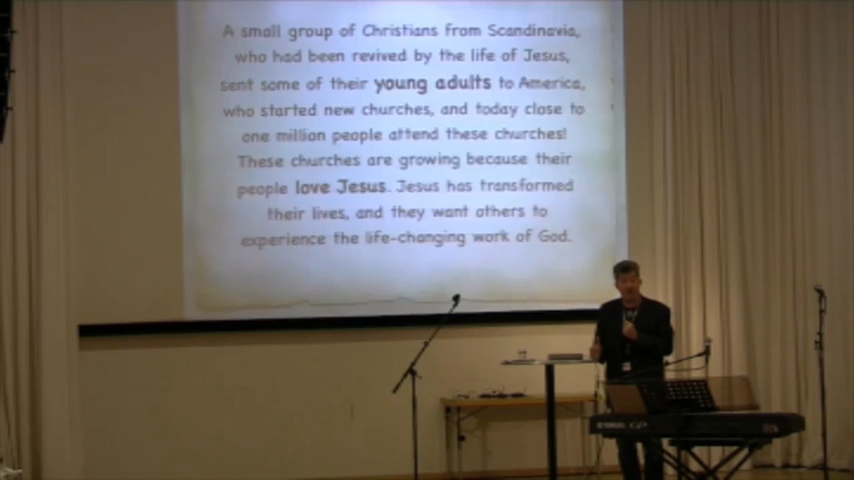 A small group of Christians from Scandinavia,
who had been revived by the life of Jesus,
sent some of their young adults to America,
who started new churches, and today close to
one million people attend these churches!
These churches are growing because their
people love Jesus. Jesus has transformed
their lives, and they want others to
experience the life-changing work of God.